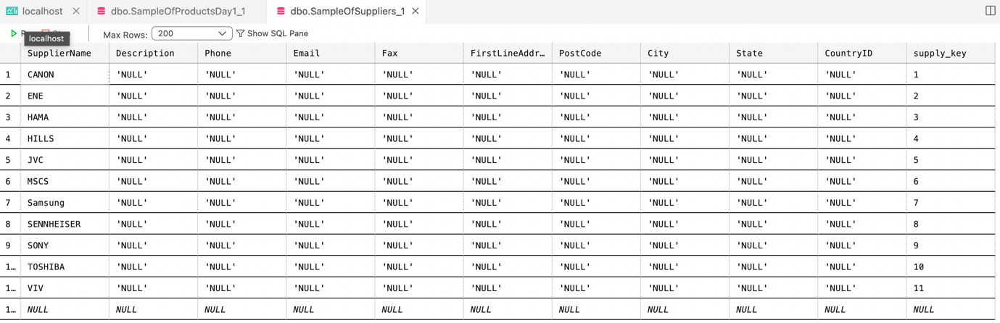 localhost dbo.SampleOfProductsDay1_1 dbo.SampleOfSuppliers_1
Max Rows: 200 Show SQL Pane
localhost
SupplierName Description Phone Email Fax FirstLineAddr… PostCode City State CountryID supply_key
1 CANON 'NULL' 'NULL' 'NULL' 'NULL' 'NULL' 'NULL' 'NULL' 'NULL' 'NULL' 1
2 ENE 'NULL' 'NULL' 'NULL' 'NULL' 'NULL' 'NULL' 'NULL' 'NULL' 'NULL' 2
3 HAMA 'NULL' 'NULL' 'NULL' 'NULL' 'NULL' 'NULL' 'NULL' 'NULL' 'NULL' 3
4 HILLS 'NULL' 'NULL' 'NULL' 'NULL' 'NULL' 'NULL' 'NULL' 'NULL' 'NULL' 4
5 JVC 'NULL' 'NULL' 'NULL' 'NULL' 'NULL' 'NULL' 'NULL' 'NULL' 'NULL' 5
6 MSCS 'NULL' 'NULL' 'NULL' 'NULL' 'NULL' 'NULL' 'NULL' 'NULL' 'NULL' 6
7 Samsung 'NULL' 'NULL' 'NULL' 'NULL' 'NULL' 'NULL' 'NULL' 'NULL' 'NULL' 7
8 SENNHEISER 'NULL' 'NULL' 'NULL' 'NULL' 'NULL' 'NULL' 'NULL' 'NULL' 'NULL' 8
9 SONY 'NULL' 'NULL' 'NULL' 'NULL' 'NULL' 'NULL' 'NULL' 'NULL' 'NULL' 9
1… TOSHIBA 'NULL' 'NULL' 'NULL' 'NULL' 'NULL' 'NULL' 'NULL' 'NULL' 'NULL' 10
1… VIV 'NULL' 'NULL' 'NULL' 'NULL' 'NULL' 'NULL' 'NULL' 'NULL' 'NULL' 11
1… NULL NULL NULL NULL NULL NULL NULL NULL NULL NULL NULL